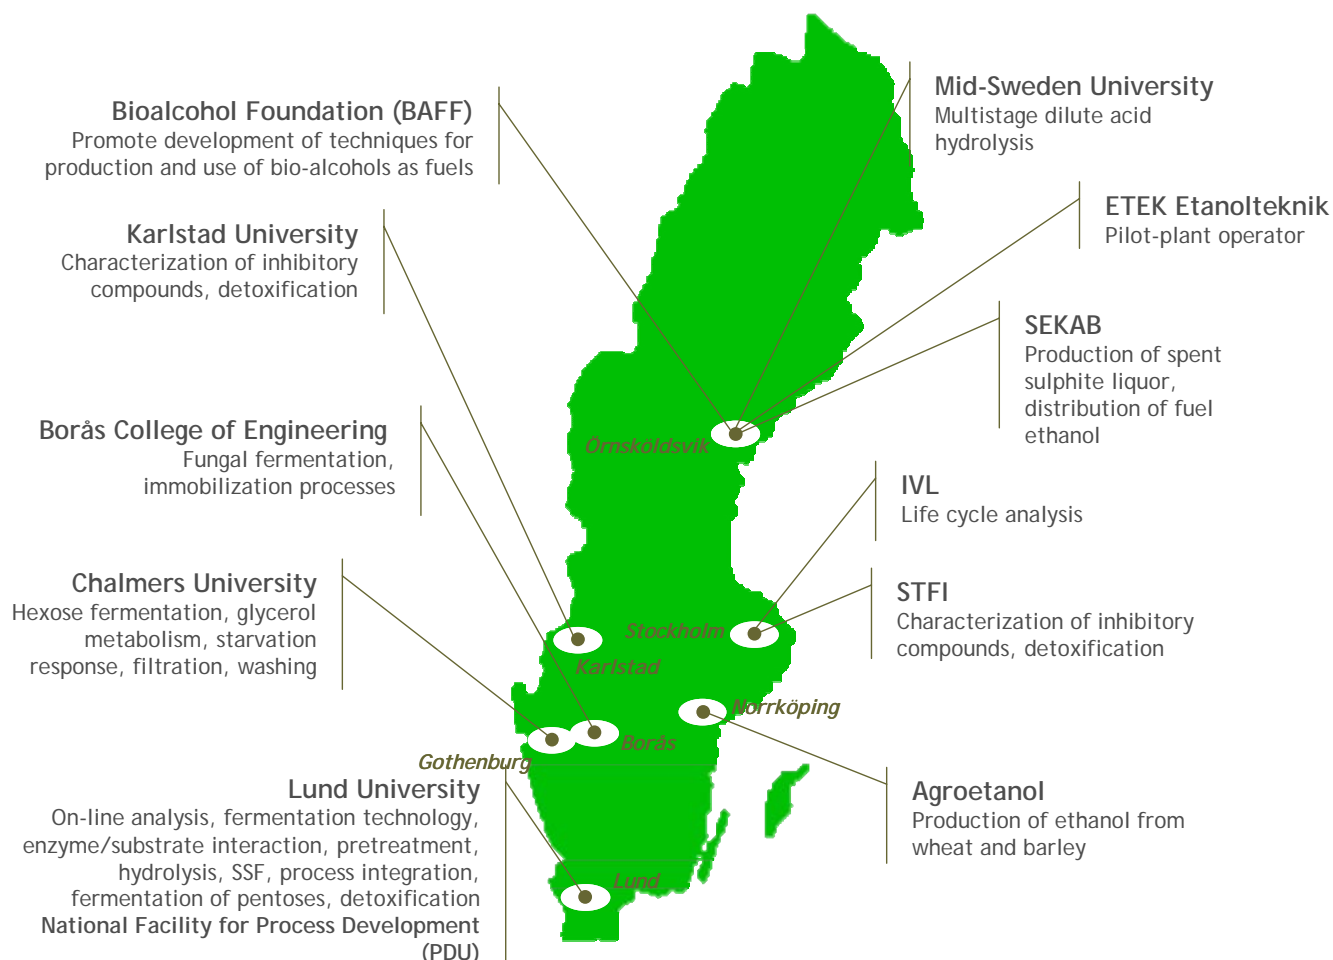 Bioalcohol Foundation (BAFF)
Promote development of techniques for
production and use of bio-alcohols as fuels
Karlstad University
Characterization of inhibitory
compounds, detoxification
Borås College of Engineering
Fungal fermentation,
immobilization processes
Chalmers University
Hexose fermentation, glycerol
metabolism, starvation
response, filtration, washing
Lund University
On-line analysis, fermentation technology,
enzyme/substrate interaction, pretreatment,
hydrolysis, SSF, process integration,
fermentation of pentoses, detoxification
National Facility for Process Development
(PDU)
Örnsköldsvik
Stockholm
Karlstad
Norrköping
Borås
Gothenburg
Lund
Mid-Sweden University
Multistage dilute acid
hydrolysis
ETEK Etanolteknik
Pilot-plant operator
SEKAB
Production of spent
sulphite liquor,
distribution of fuel
ethanol
IVL
Life cycle analysis
STFI
Characterization of inhibitory
compounds, detoxification
Agroetanol
Production of ethanol from
wheat and barley